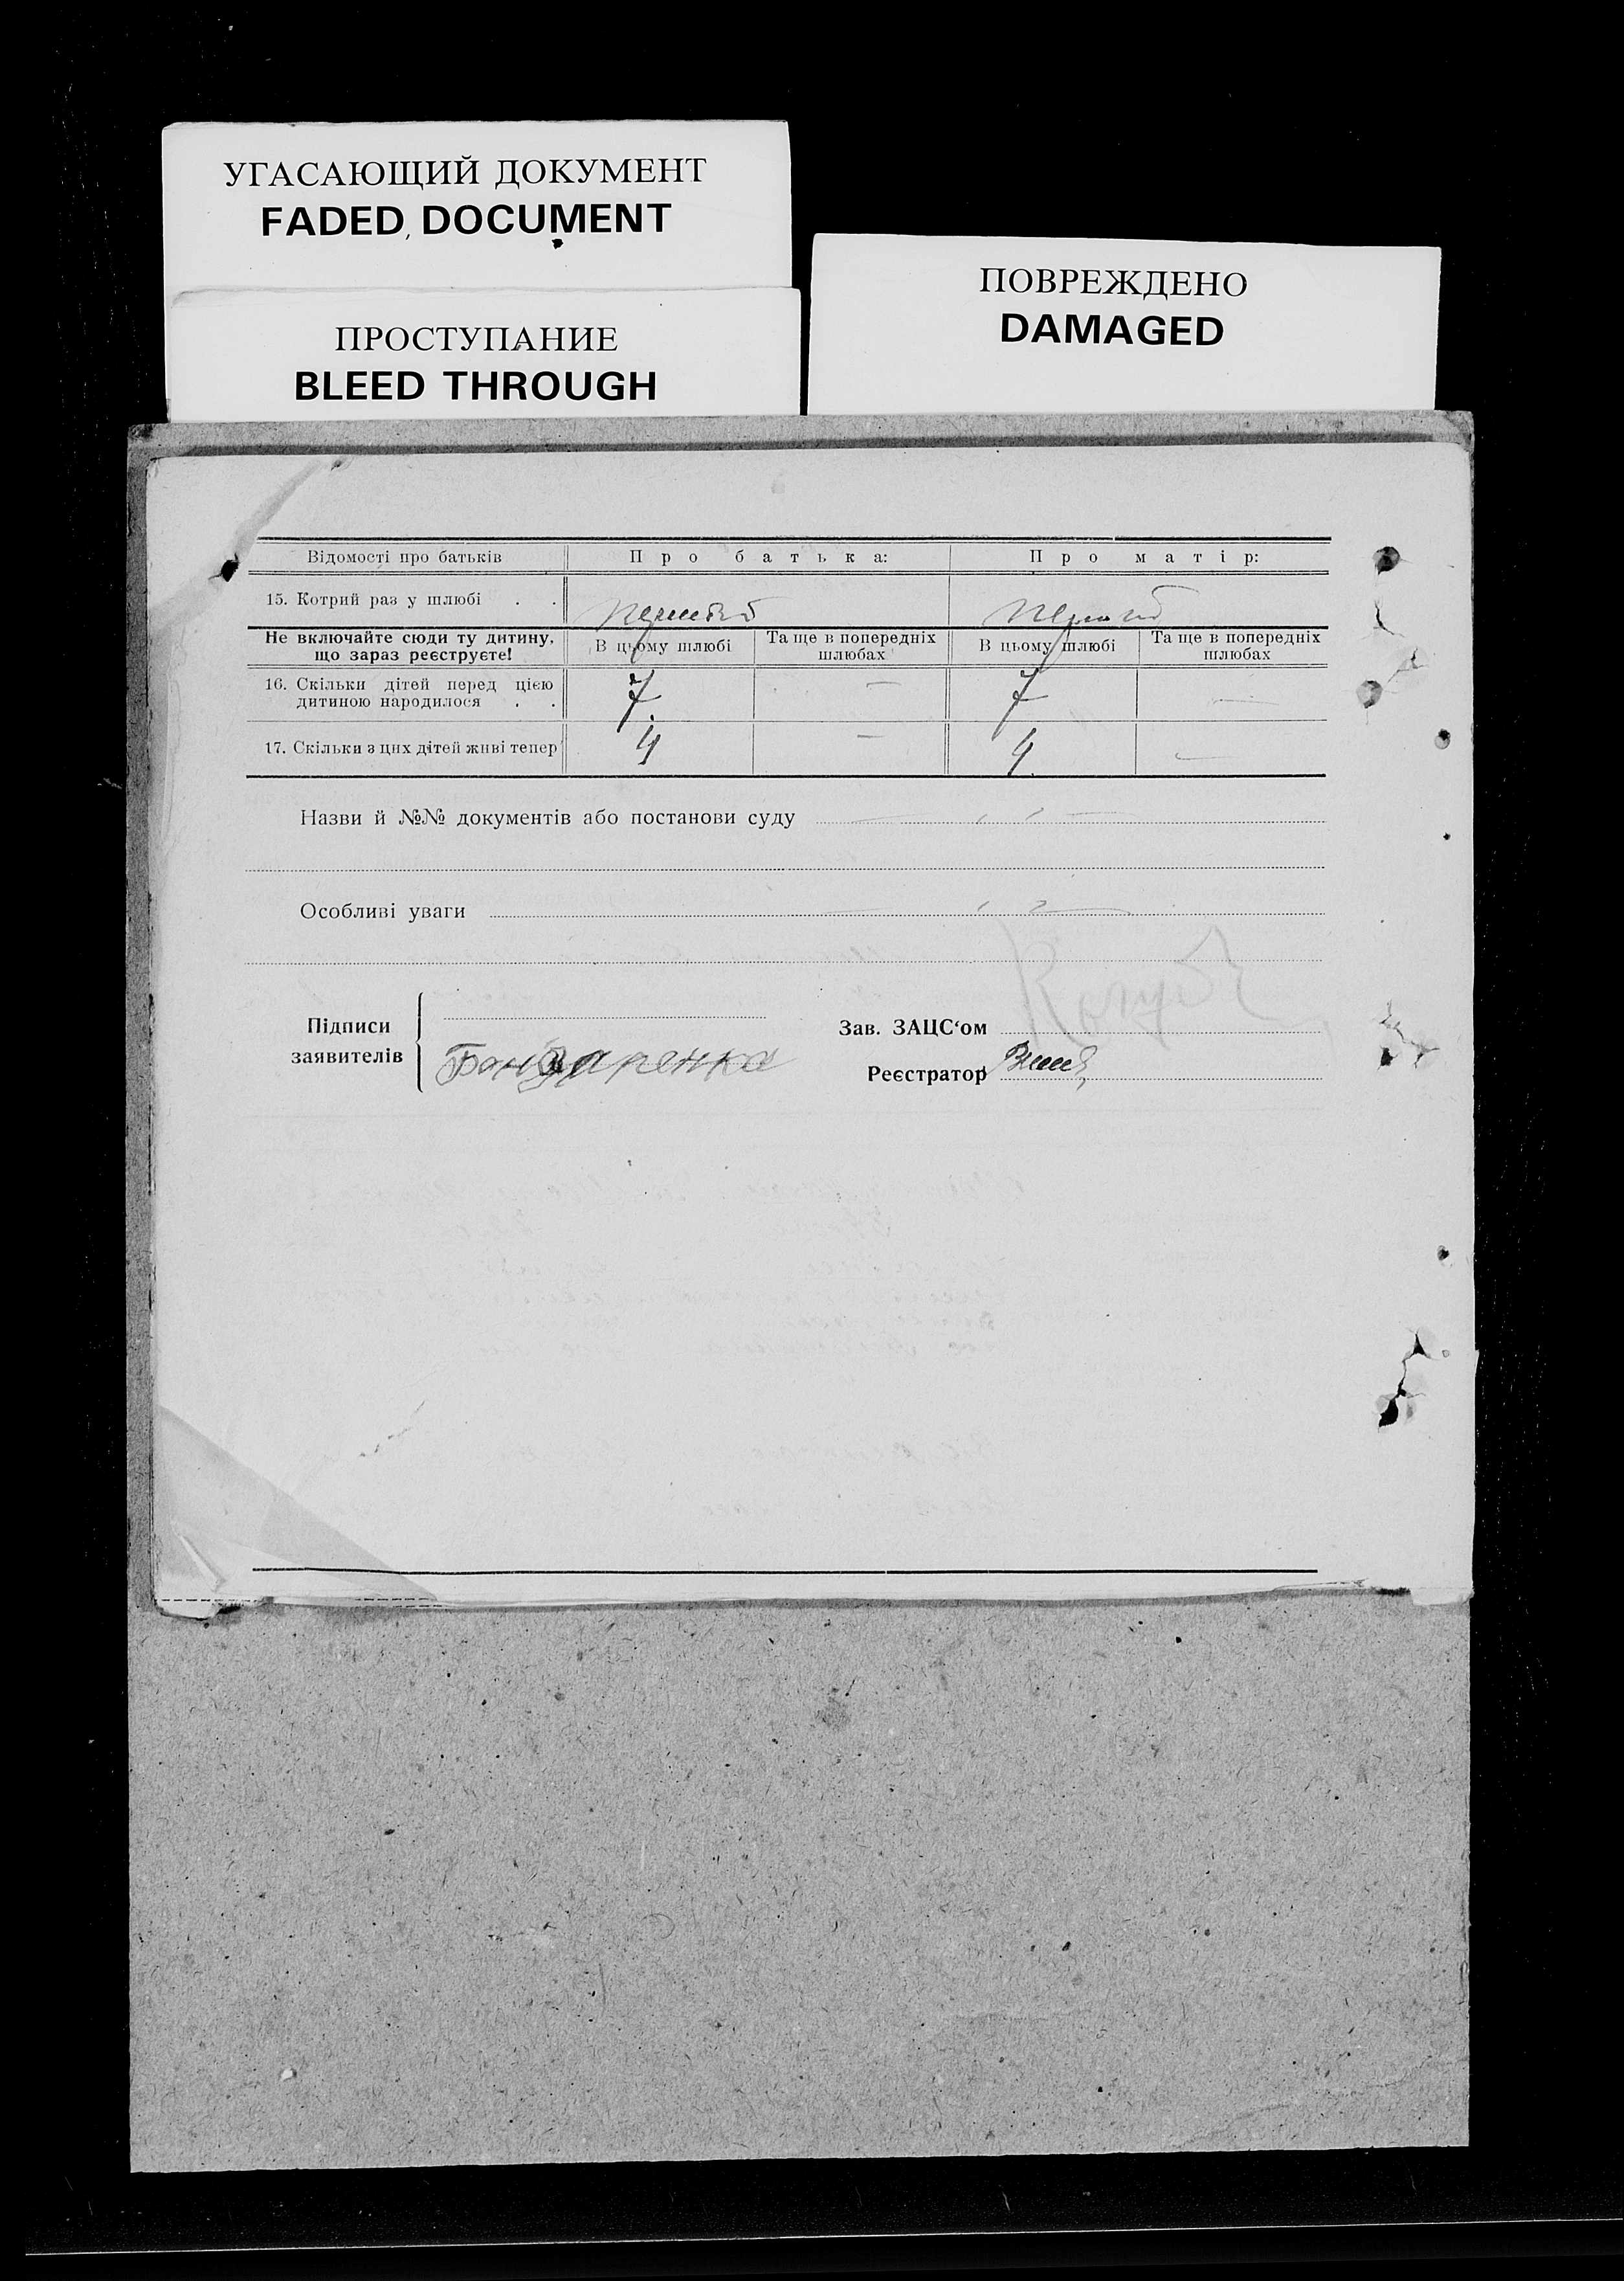 УГАСАЮЩИЙ ДОКУМЕНТ
FADED DOCUMENT
ПРОСТУПАНИЕ
BLEED THROUGH
ПОВРЕЖДЕНО
DAMAGED
Відомості про батьків Про батька: Про матір:
15. Котрий раз у шлюбі . . перший перший
Не включайте сюди ту дитину, що зараз реєструєте! В цьому шлюбі Та ще в попередніх шлюбах В цьому шлюбі Та ще в попередніх шлюбах
16. Скільки дітей перед цією дитиною народилося . . 7 — 7 —
17. Скільки з цих дітей живі тепер 4 — 4 —
Назви й №№ документів або постанови суду
Особливі уваги
Підписи заявителів
Бондаренко
Зав. ЗАЦС'ом
Реєстратор